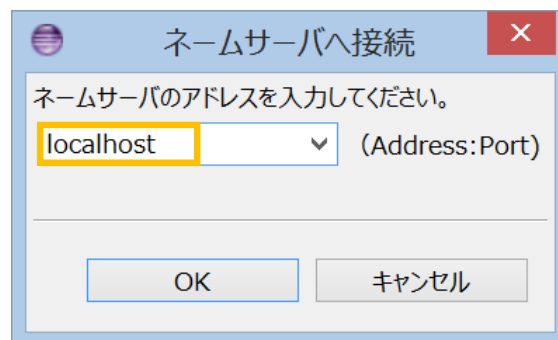 ネームサーバへ接続
ネームサーバのアドレスを入力してください。
localhost (Address:Port)
OK キャンセル